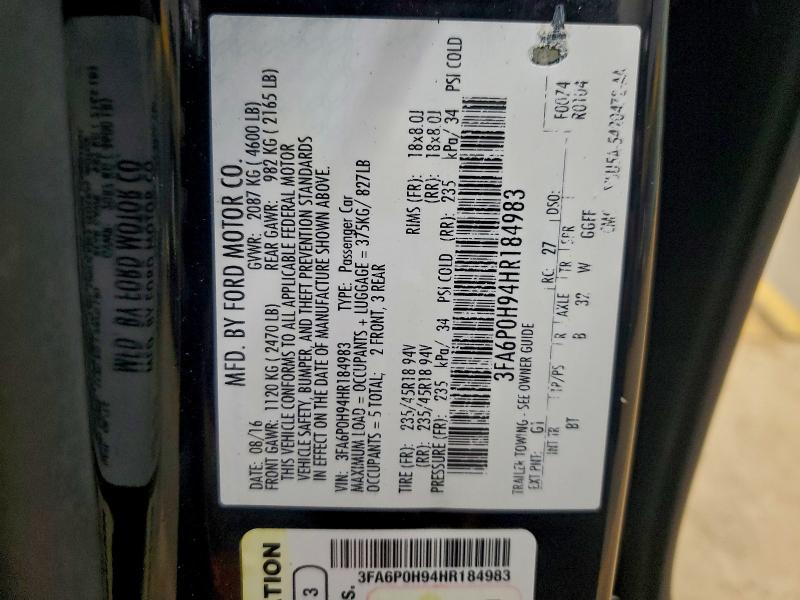 MFD. BY FORD MOTOR CO.
DATE: 08/16 GVWR: 2087 KG ( 4600 LB)
FRONT GAWR: 1120 KG ( 2470 LB) REAR GAWR: 982 KG ( 2165 LB)
THIS VEHICLE CONFORMS TO ALL APPLICABLE FEDERAL MOTOR
VEHICLE SAFETY, BUMPER, AND THEFT PREVENTION STANDARDS
IN EFFECT ON THE DATE OF MANUFACTURE SHOWN ABOVE.
VIN: 3FA6P0H94HR184983 TYPE: Passenger Car
MAXIMUM LOAD = OCCUPANTS + LUGGAGE = 375KG/ 827LB
OCCUPANTS = 5 TOTAL; 2 FRONT, 3 REAR
TIRE (FR): 235/45R18 94V RIMS (FR): 18x8.0J
(RR): 235/45R18 94V (RR): 18x8.0J
PRESSURE (FR): 235 kPa/ 34 PSI COLD (RR): 235 kPa/ 34 PSI COLD
3FA6P0H94HR184983
TRAILER TOWING - SEE OWNER GUIDE
EXT PNT: G1 RC: 27 DSO: F0074
R0104
INT TR TP/PS R AXLE TR SPR
BT B 32 W GGFF
3
3FA6P0H94HR184983